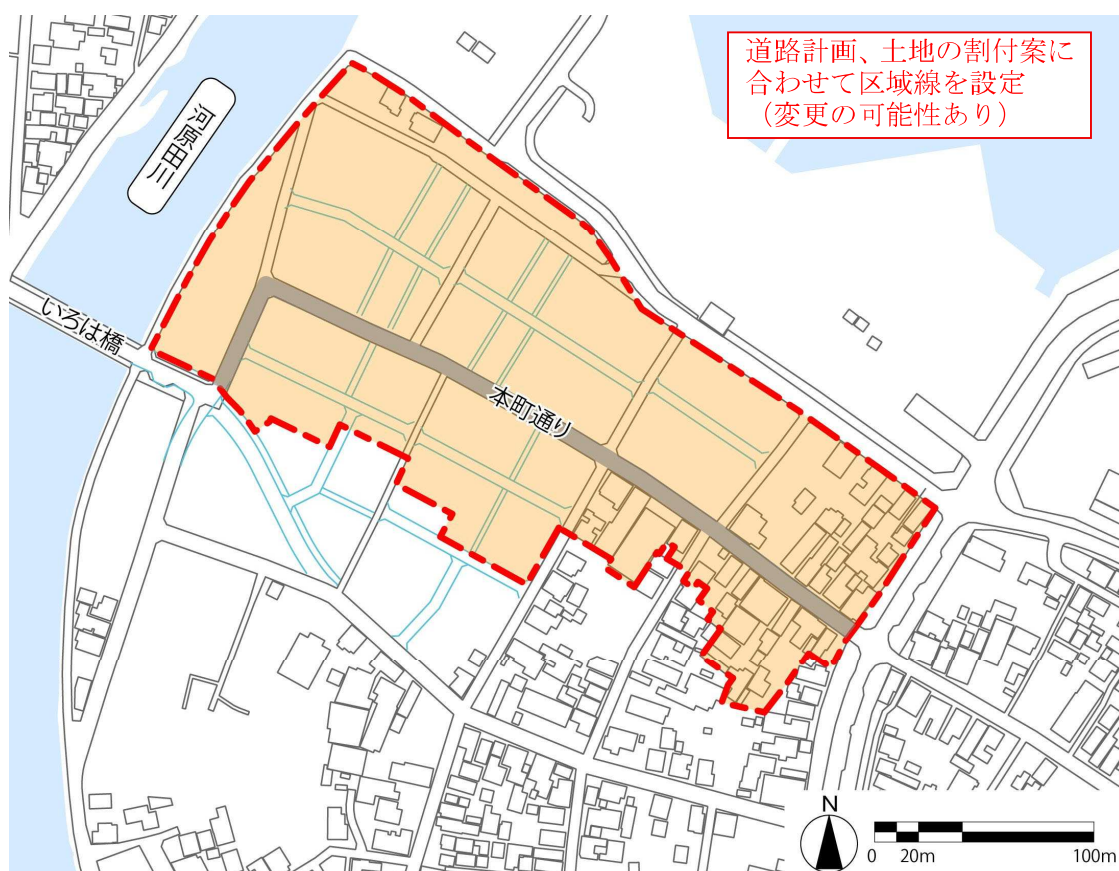 道路計画、土地の割付案に
合わせて区域線を設定
（変更の可能性あり）
河原田川
いろは橋
本町通り
N
0 20m 100m